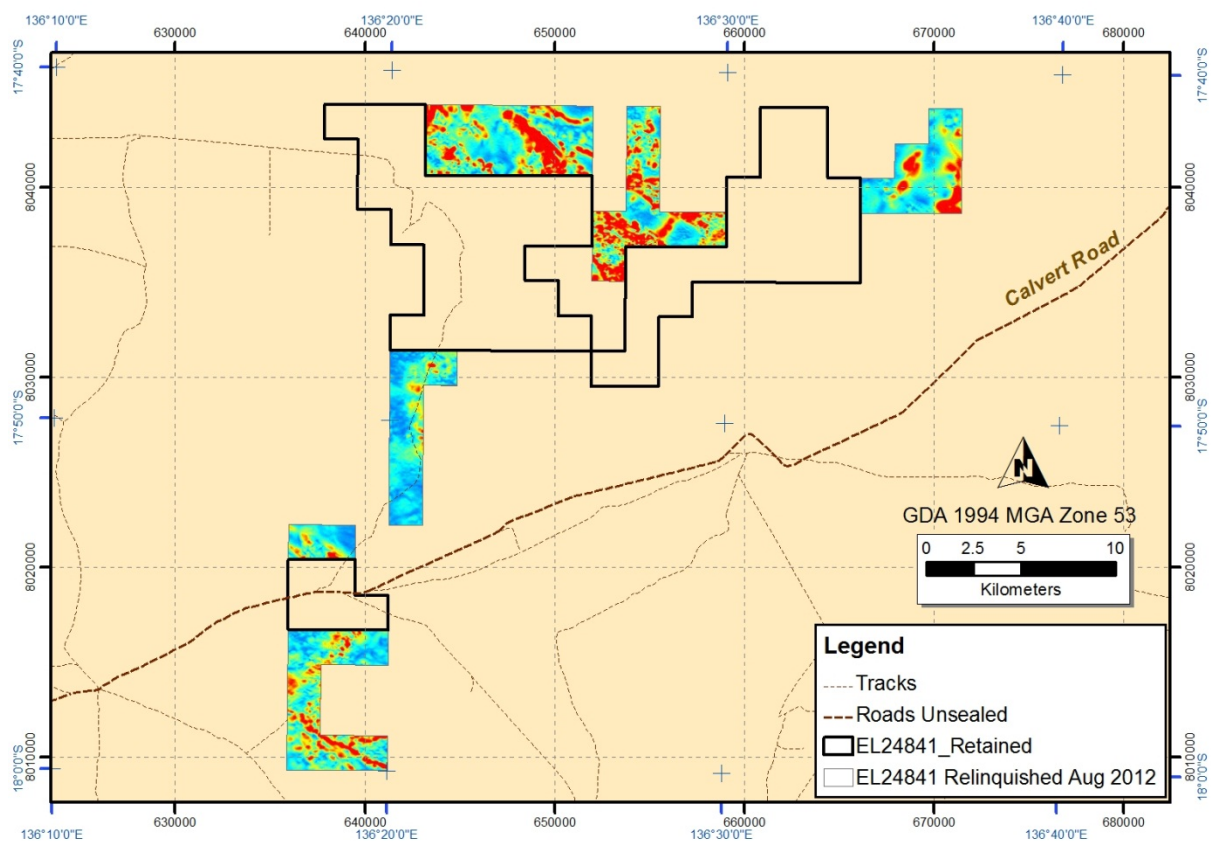 136°10'0"E 136°20'0"E 136°30'0"E 136°40'0"E
630000 640000 650000 660000 670000 680000
17°40'0"S 17°40'0"S
8040000 8040000
Calvert Road
8030000 8030000
17°50'0"S 17°50'0"S
N
GDA 1994 MGA Zone 53
0 2.5 5 10
Kilometers
8020000 8020000
Legend
Tracks
Roads Unsealed
EL24841_Retained
EL24841 Relinquished Aug 2012
8010000 8010000
18°0'0"S 18°0'0"S
630000 640000 650000 660000 670000 680000
136°10'0"E 136°20'0"E 136°30'0"E 136°40'0"E